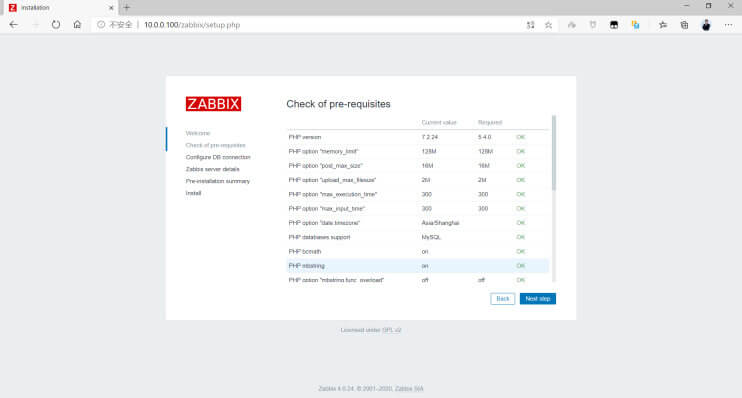 Installation
不安全 | 10.0.0.100/zabbix/setup.php
ZABBIX
Welcome
Check of pre-requisites
Configure DB connection
Zabbix server details
Pre-installation summary
Install
Check of pre-requisites
Current value Required
PHP version 7.2.24 5.4.0 OK
PHP option "memory_limit" 128M 128M OK
PHP option "post_max_size" 16M 16M OK
PHP option "upload_max_filesize" 2M 2M OK
PHP option "max_execution_time" 300 300 OK
PHP option "max_input_time" 300 300 OK
PHP option "date.timezone" Asia/Shanghai OK
PHP databases support MySQL OK
PHP bcmath on OK
PHP mbstring on OK
PHP option "mbstring.func_overload" off off OK
Back Next step
Licensed under GPL v2
Zabbix 4.0.24. © 2001–2020, Zabbix SIA